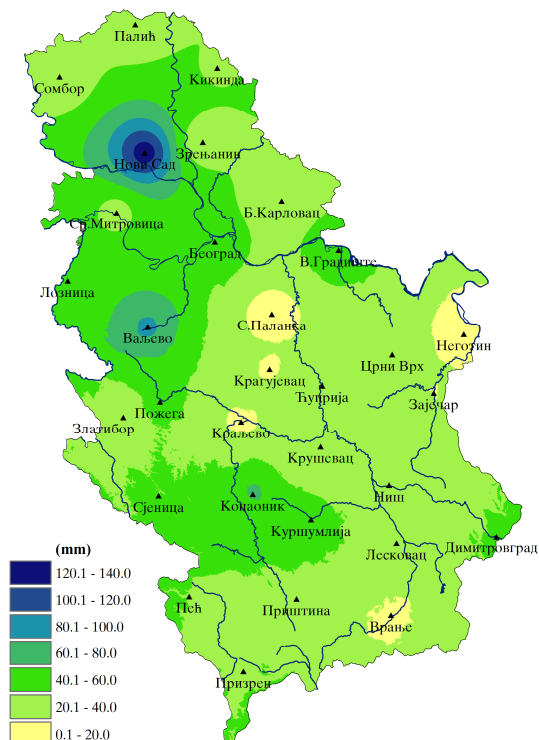 Палић
Кикинда
Сомбор
Зрењанин
Нови Сад
Б.Карловац
Ср.Митровица
Београд
В.Градиште
Лозница
С.Паланка
Ваљево
Неготин
Црни Врх
Крагујевац
Ћуприја
Зајечар
Пожега
Златибор
Краљево
Крушевац
Ниш
Сјеница
Копаоник
Куршумлија
Димитровград
Лесковац
(mm)
120.1 - 140.0
100.1 - 120.0
80.1 - 100.0
60.1 - 80.0
40.1 - 60.0
20.1 - 40.0
0.1 - 20.0
Пећ
Приштина
Врање
Призрен